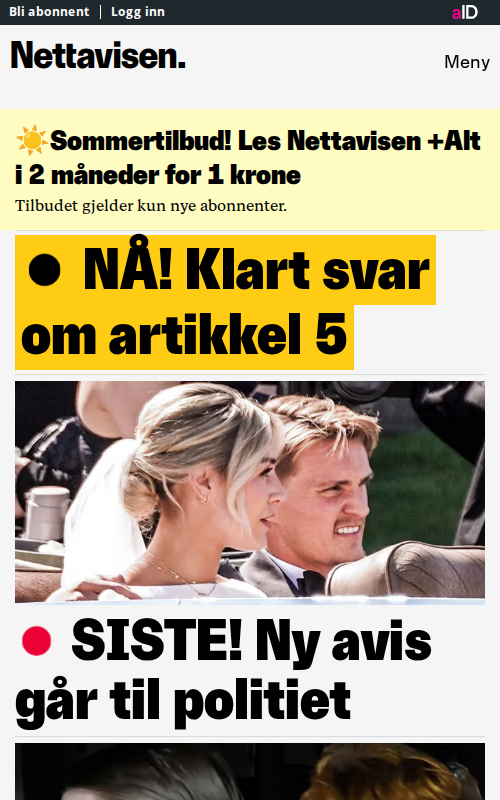 Bli abonnent | Logg inn
aID
Nettavisen.
Meny
☀️Sommertilbud! Les Nettavisen +Alt
i 2 måneder for 1 krone
Tilbudet gjelder kun nye abonnenter.
● NÅ! Klart svar
om artikkel 5
● SISTE! Ny avis
går til politiet